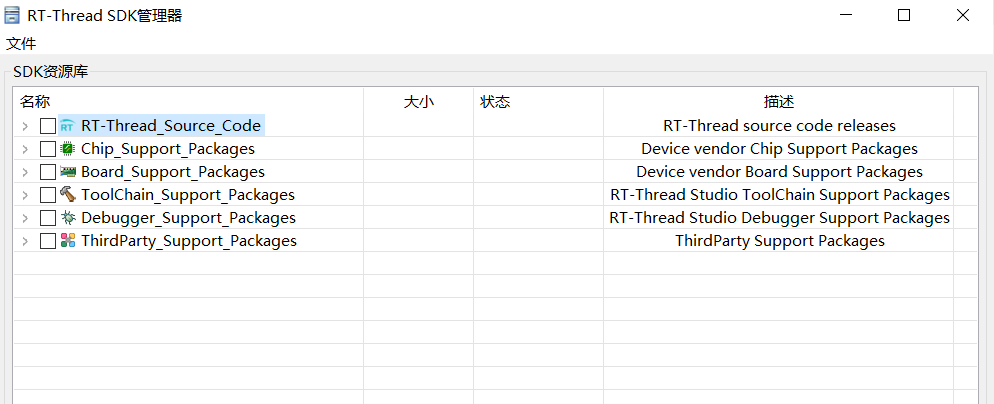 RT-Thread SDK管理器
文件
SDK资源库
名称 大小 状态 描述
RT-Thread_Source_Code RT-Thread source code releases
Chip_Support_Packages Device vendor Chip Support Packages
Board_Support_Packages Device vendor Board Support Packages
ToolChain_Support_Packages RT-Thread Studio ToolChain Support Packages
Debugger_Support_Packages RT-Thread Studio Debugger Support Packages
ThirdParty_Support_Packages ThirdParty Support Packages